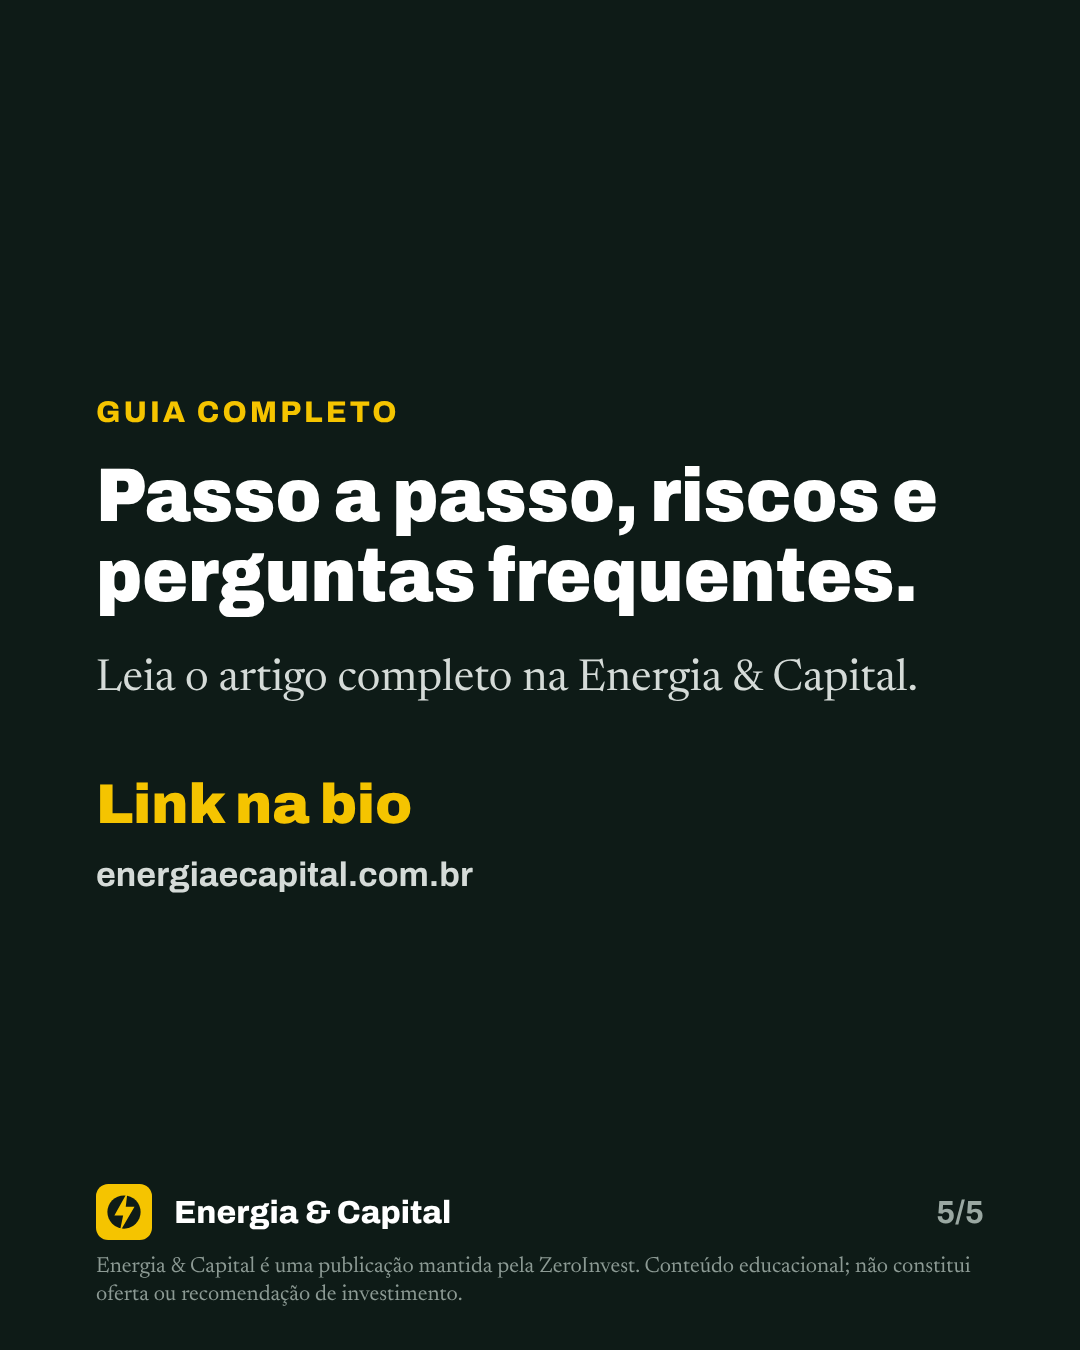 GUIA COMPLETO
Passo a passo, riscos e
perguntas frequentes.
Leia o artigo completo na Energia & Capital.
Link na bio
energiaecapital.com.br
Energia & Capital
5/5
Energia & Capital é uma publicação mantida pela ZeroInvest. Conteúdo educacional; não constitui
oferta ou recomendação de investimento.